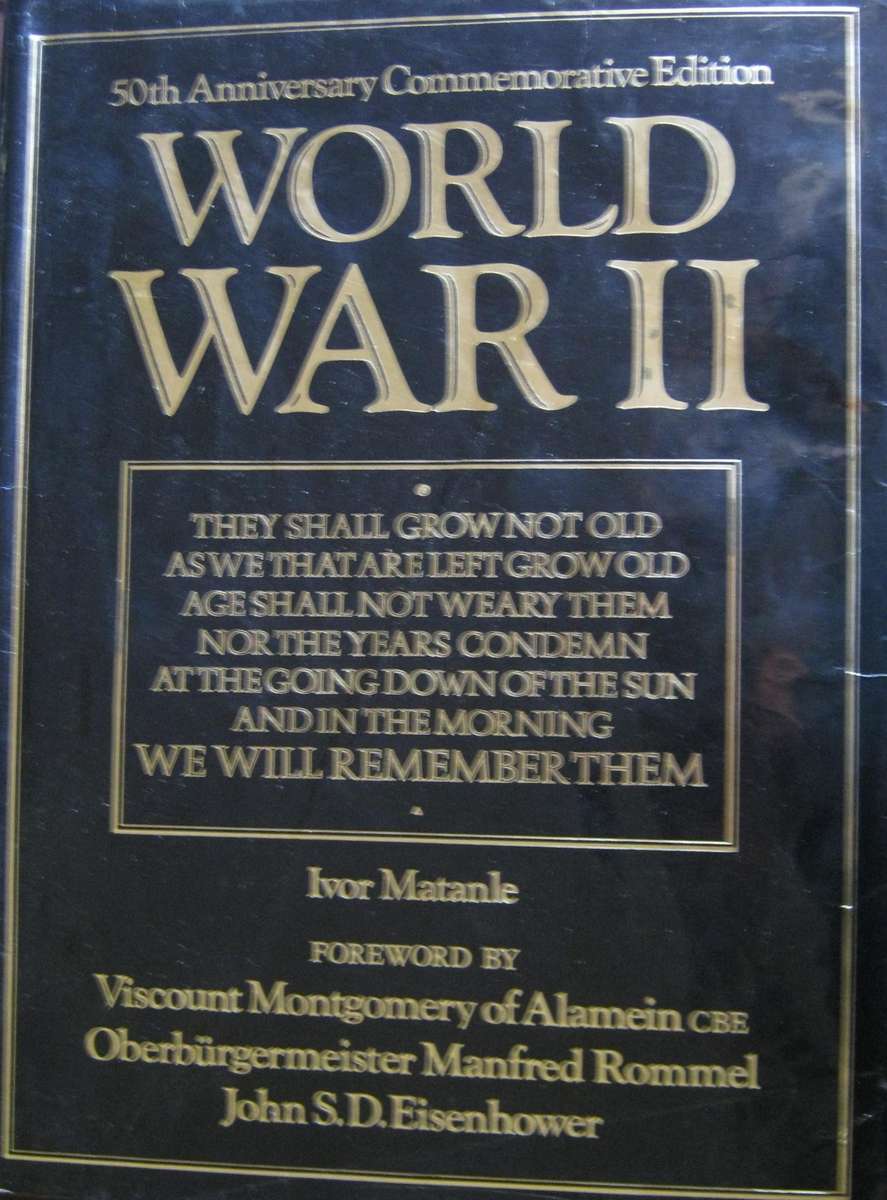 50th Anniversary Commemorative Edition
WORLD
WAR II
THEY SHALL GROW NOT OLD
AS WE THAT ARE LEFT GROW OLD
AGE SHALL NOT WEARY THEM
NOR THE YEARS CONDEMN
AT THE GOING DOWN OF THE SUN
AND IN THE MORNING
WE WILL REMEMBER THEM
Ivor Matanle
FOREWORD BY
Viscount Montgomery of Alamein CBE
Oberbürgermeister Manfred Rommel
John S.D. Eisenhower